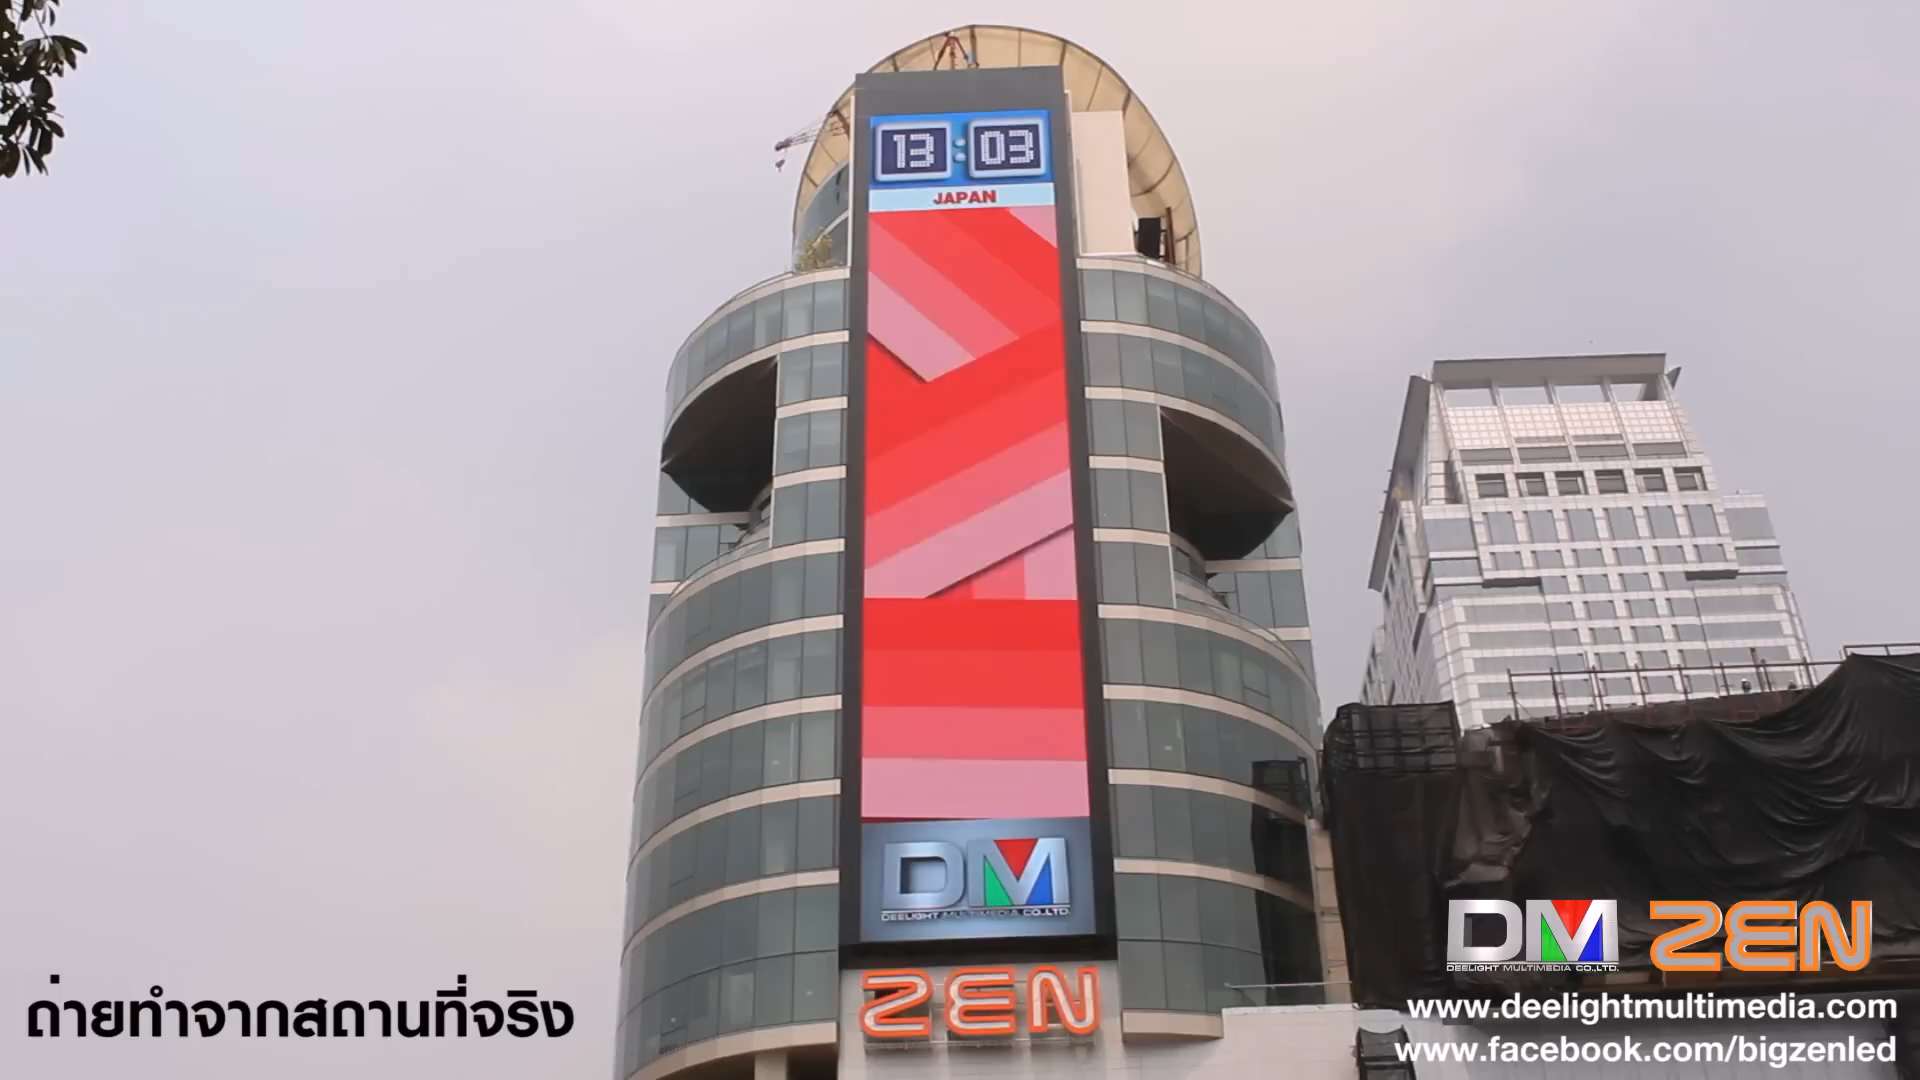 13:03
JAPAN
DM
DEELIGHT MULTIMEDIA CO.,LTD.
ZEN
ถ่ายทำจากสถานที่จริง
DM ZEN
DEELIGHT MULTIMEDIA CO.,LTD.
www.deelightmultimedia.com
www.facebook.com/bigzenled